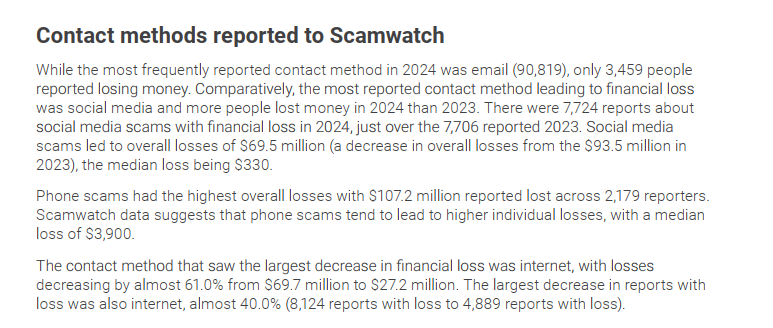 Contact methods reported to Scamwatch
While the most frequently reported contact method in 2024 was email (90,819), only 3,459 people
reported losing money. Comparatively, the most reported contact method leading to financial loss
was social media and more people lost money in 2024 than 2023. There were 7,724 reports about
social media scams with financial loss in 2024, just over the 7,706 reported 2023. Social media
scams led to overall losses of $69.5 million (a decrease in overall losses from the $93.5 million in
2023), the median loss being $330.
Phone scams had the highest overall losses with $107.2 million reported lost across 2,179 reporters.
Scamwatch data suggests that phone scams tend to lead to higher individual losses, with a median
loss of $3,900.
The contact method that saw the largest decrease in financial loss was internet, with losses
decreasing by almost 61.0% from $69.7 million to $27.2 million. The largest decrease in reports with
loss was also internet, almost 40.0% (8,124 reports with loss to 4,889 reports with loss).